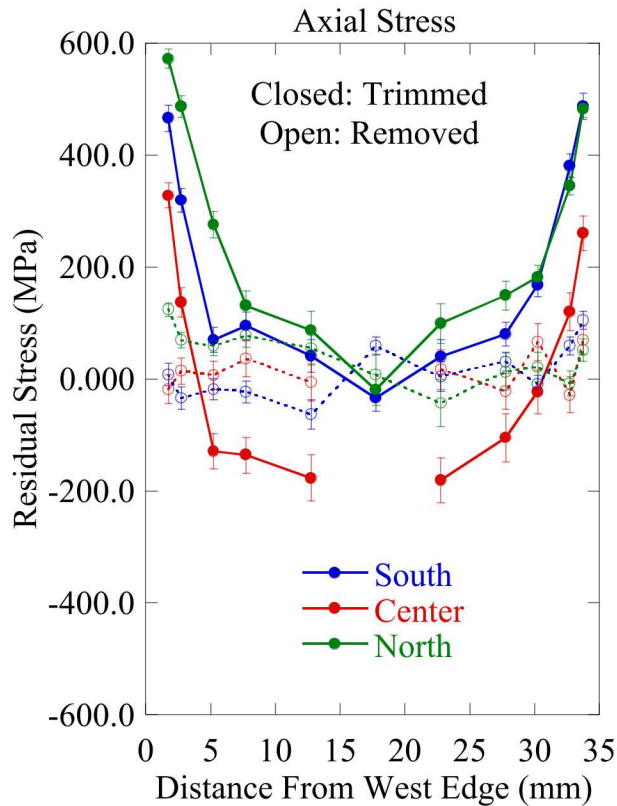 Axial Stress
600.0
400.0
200.0
0.000
-200.0
-400.0
-600.0
Residual Stress (MPa)
Closed: Trimmed
Open: Removed
South
Center
North
0 5 10 15 20 25 30 35
Distance From West Edge (mm)